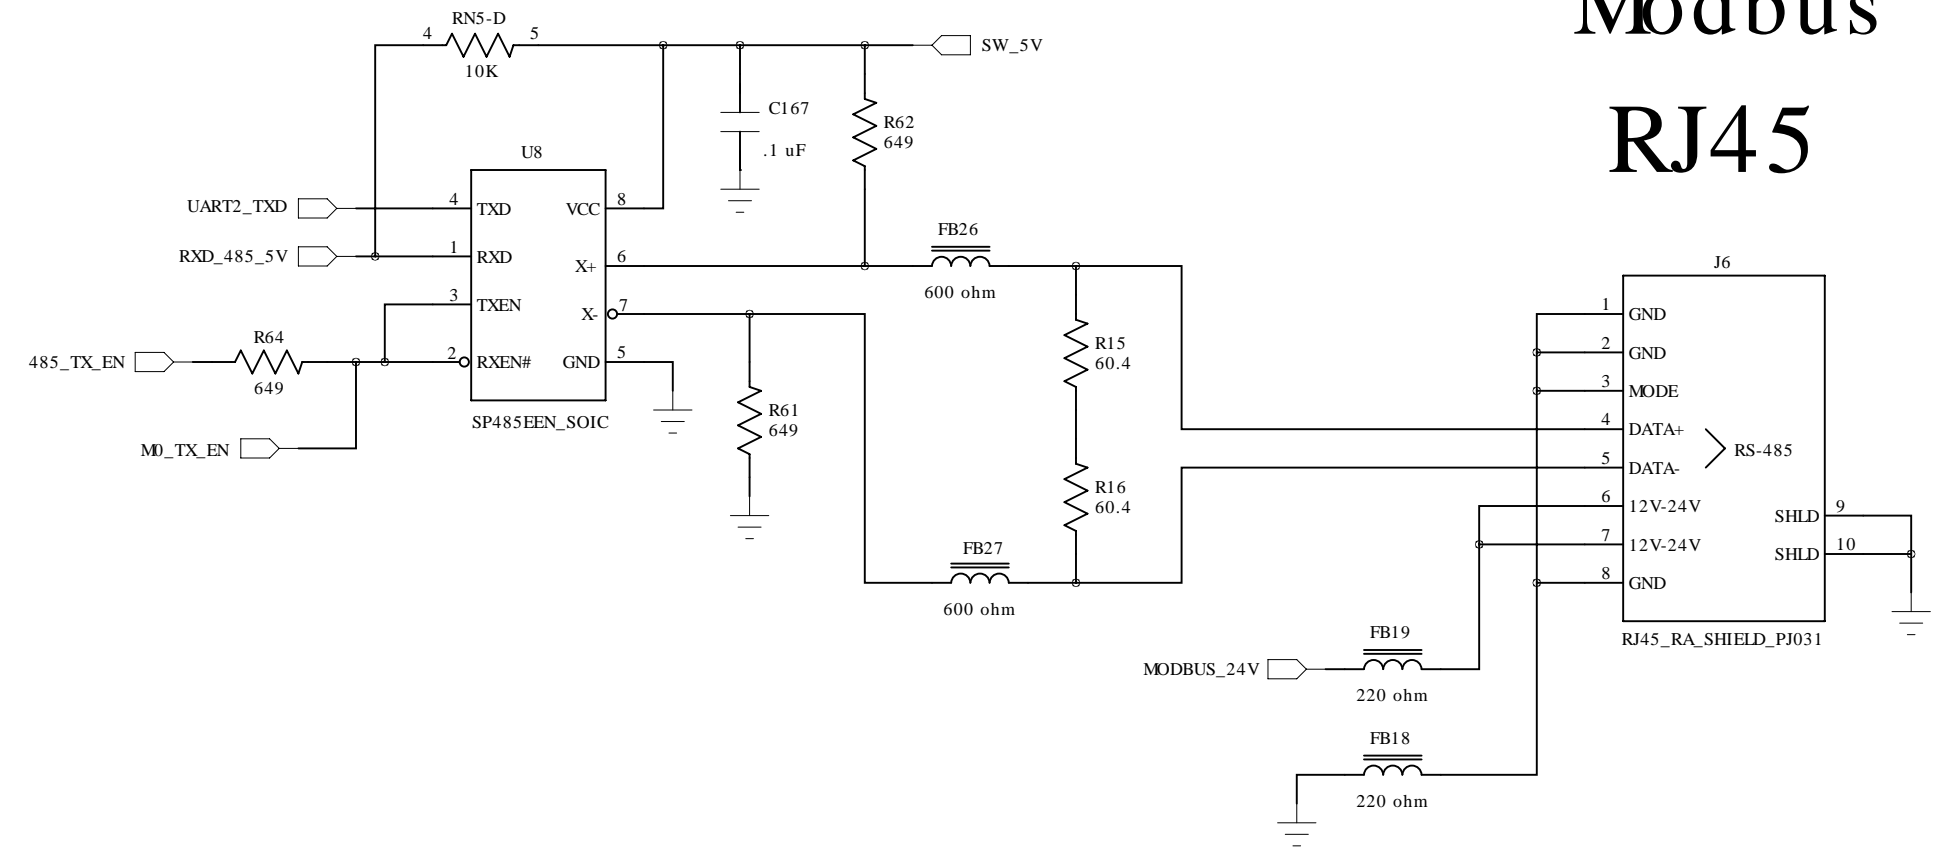 Modbus
RJ45
RN5-D
4
5
10K
SW_5V
C167
.1 uF
R62
649
U8
UART2_TXD
4
TXD
VCC
8
RXD_485_5V
1
RXD
X+
6
3
TXEN
X-
7
485_TX_EN
R64
649
2
RXEN#
GND
5
SP485EEN_SOIC
M0_TX_EN
R61
649
FB26
600 ohm
R15
60.4
R16
60.4
FB27
600 ohm
J6
1
GND
2
GND
3
MODE
4
DATA+
5
DATA-
RS-485
6
12V-24V
7
12V-24V
8
GND
SHLD
9
SHLD
10
RJ45_RA_SHIELD_PJ031
FB19
MODBUS_24V
220 ohm
FB18
220 ohm